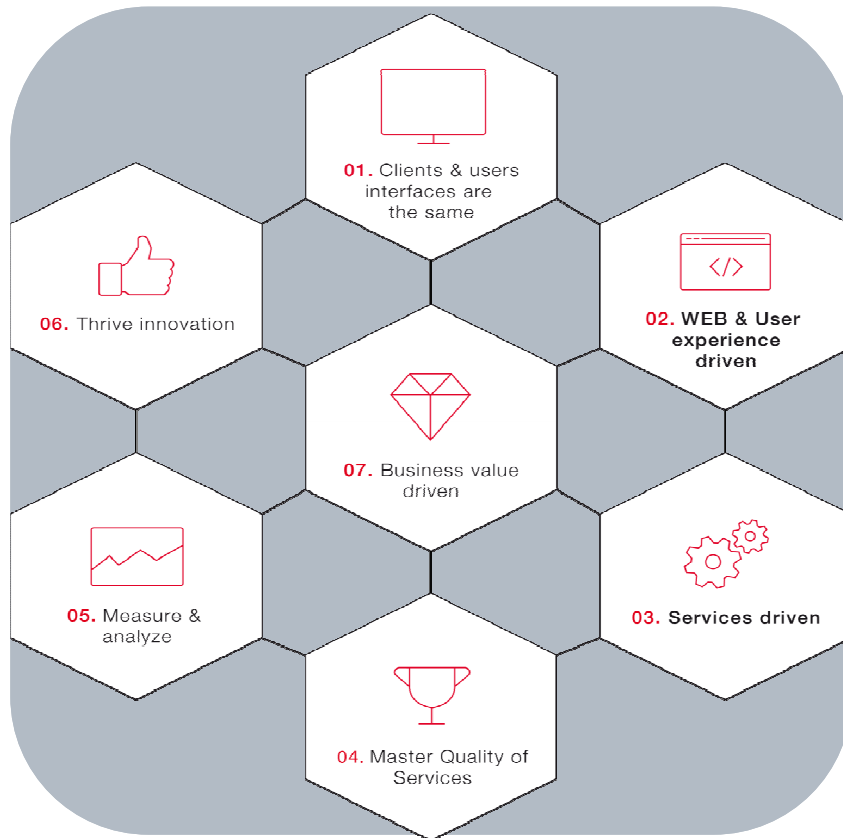 01. Clients & users
interfaces are
the same
02. WEB & User
experience
driven
03. Services driven
04. Master Quality of
Services
05. Measure &
analyze
06. Thrive innovation
07. Business value
driven